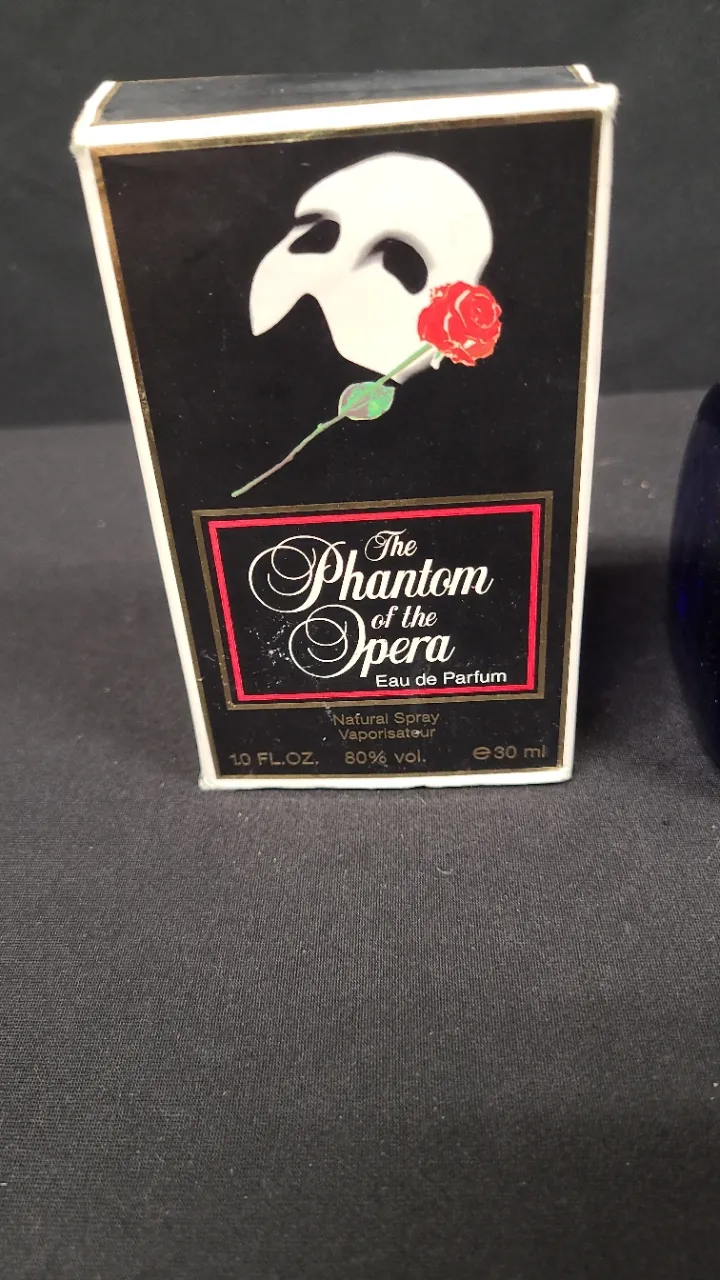 The
Phantom
of the
Opera
Eau de Parfum
Natural Spray
Vaporisateur
1.0 FL.OZ. 80% vol. ℮30 ml